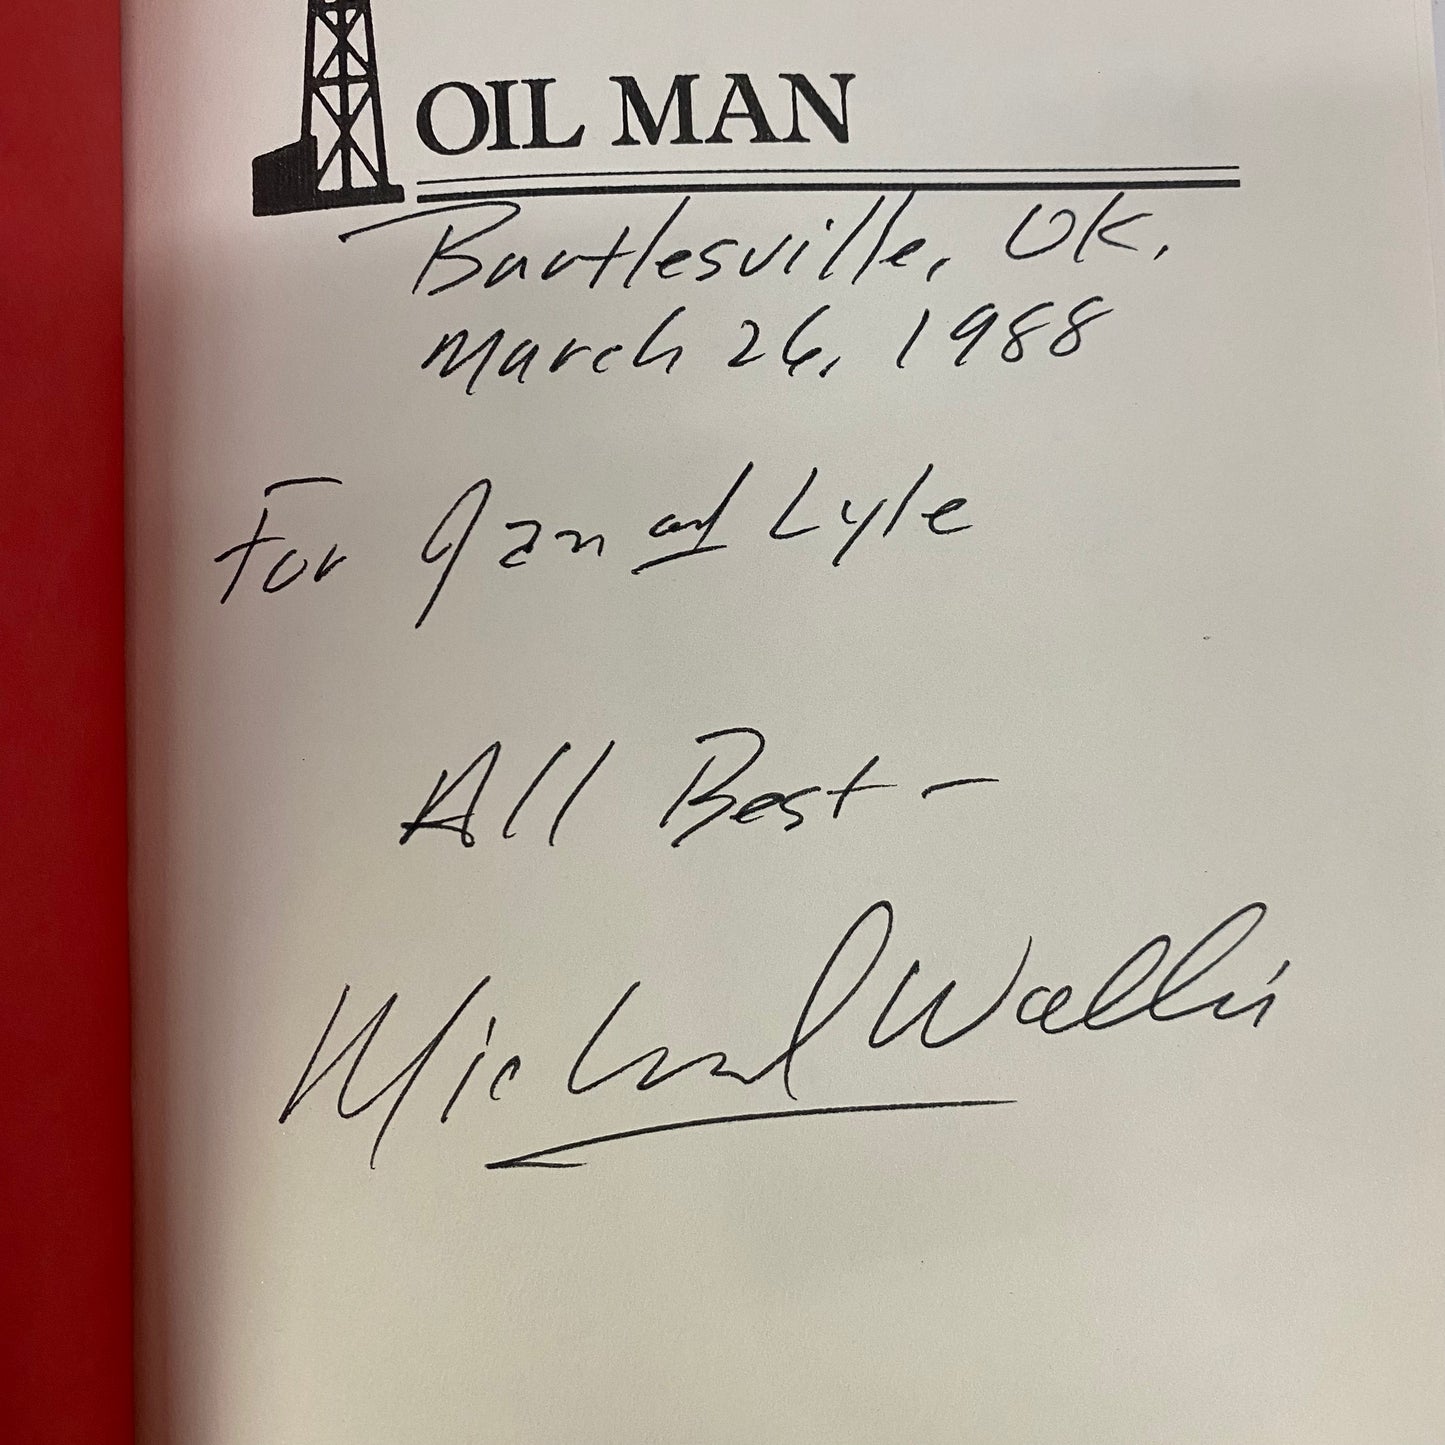 OIL MAN
Bartlesville, OK.
March 26, 1988
For Jan and Lyle
All Best -
Michael Wallis